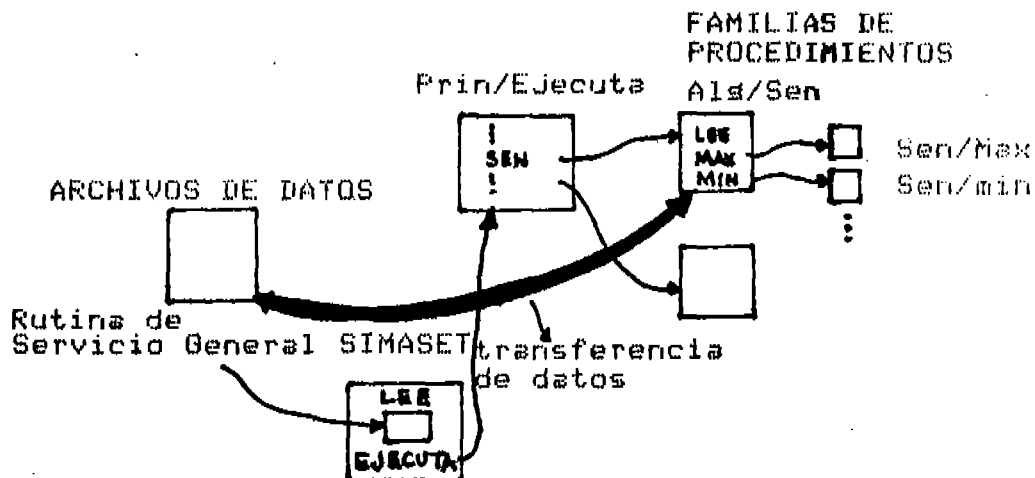 FAMILIAS DE
PROCEDIMIENTOS
Prin/Ejecuta
Alg/Sen
SEN
LEE
MAX
MIN
Sen/Max
Sen/min
ARCHIVOS DE DATOS
Rutina de
Servicio General SIMASET
transferencia
de datos
LEE
EJECUTA